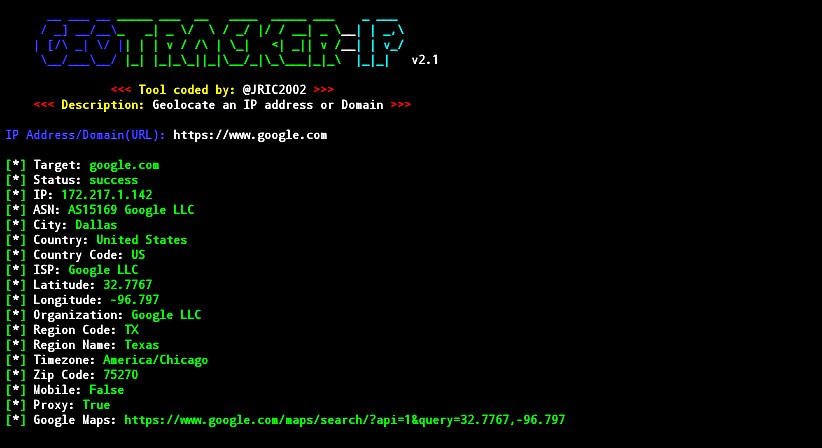 GEOTRACKER-IP v2.1
<<< Tool coded by: @JRIC2002 >>>
<<< Description: Geolocate an IP address or Domain >>>
IP Address/Domain(URL): https://www.google.com
[*] Target: google.com
[*] Status: success
[*] IP: 172.217.1.142
[*] ASN: AS15169 Google LLC
[*] City: Dallas
[*] Country: United States
[*] Country Code: US
[*] ISP: Google LLC
[*] Latitude: 32.7767
[*] Longitude: -96.797
[*] Organization: Google LLC
[*] Region Code: TX
[*] Region Name: Texas
[*] Timezone: America/Chicago
[*] Zip Code: 75270
[*] Mobile: False
[*] Proxy: True
[*] Google Maps: https://www.google.com/maps/search/?api=1&query=32.7767,-96.797